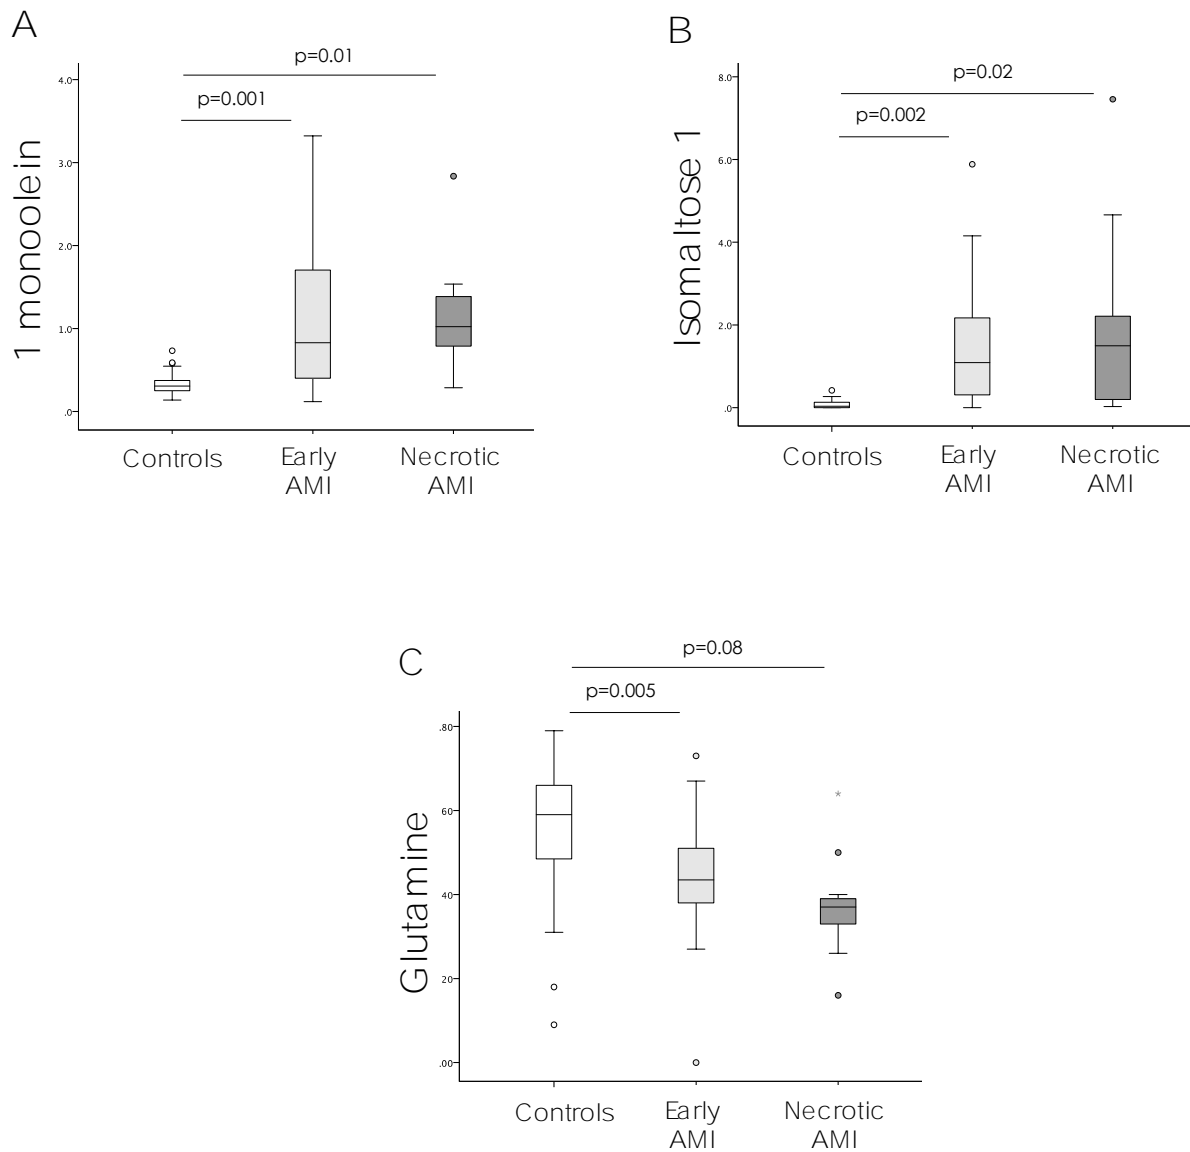 A
p=0.01
p=0.001
4.0
3.0
2.0
1.0
.0
1 monoolein
Controls
Early
AMI
Necrotic
AMI
B
p=0.02
p=0.002
8.0
6.0
4.0
2.0
.0
Isomaltose 1
Controls
Early
AMI
Necrotic
AMI
C
p=0.08
p=0.005
.80
60
40
20
.00
Glutamine
*
Controls
Early
AMI
Necrotic
AMI